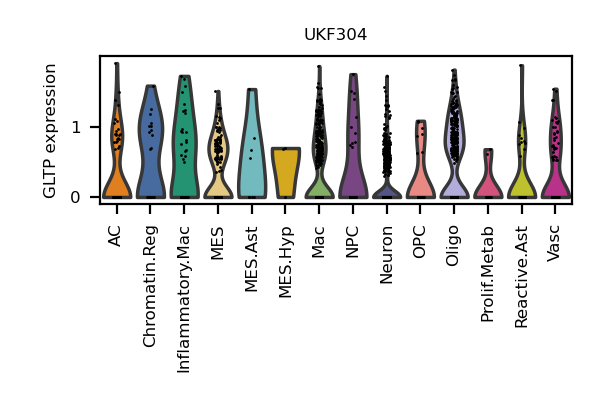 UKF304
GLTP expression
1
0
AC
Chromatin.Reg
Inflammatory.Mac
MES
MES.Ast
MES.Hyp
Mac
NPC
Neuron
OPC
Oligo
Prolif.Metab
Reactive.Ast
Vasc